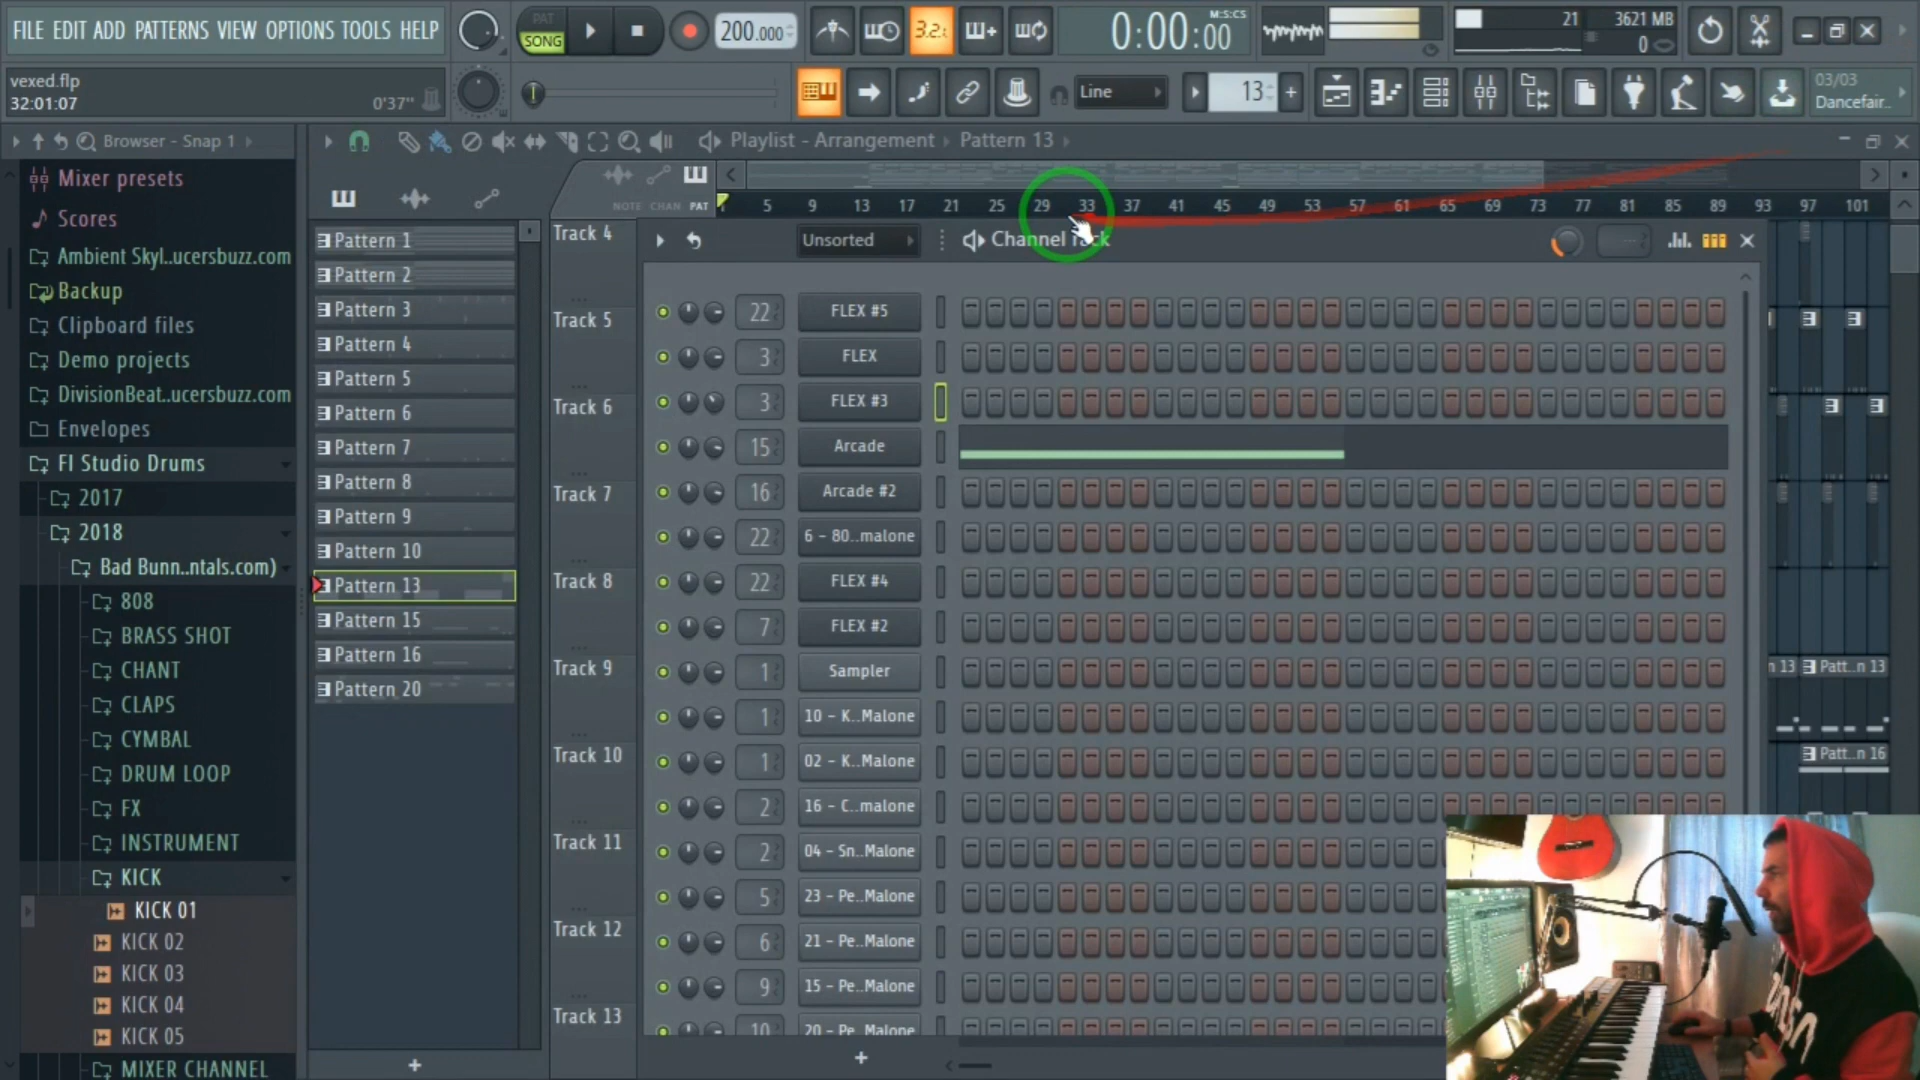 FILE EDIT ADD PATTERNS VIEW OPTIONS TOOLS HELP
PAT
SONG
200.000
3.2.
M:S:CS
0:00:00
21
3621 MB
0
vexed.flp
32:01:07
0'37"
Line
13
03/03
Dancefair..
Browser - Snap 1
Playlist - Arrangement
Pattern 13
Mixer presets
Scores
Ambient Skyl..ucersbuzz.com
Backup
Clipboard files
Demo projects
DivisionBeat..ucersbuzz.com
Envelopes
Fl Studio Drums
2017
2018
Bad Bunn..ntals.com)
808
BRASS SHOT
CHANT
CLAPS
CYMBAL
DRUM LOOP
FX
INSTRUMENT
KICK
KICK 01
KICK 02
KICK 03
KICK 04
KICK 05
MIXER CHANNEL
Pattern 1
Pattern 2
Pattern 3
Pattern 4
Pattern 5
Pattern 6
Pattern 7
Pattern 8
Pattern 9
Pattern 10
Pattern 13
Pattern 15
Pattern 16
Pattern 20
NOTE CHAN PAT
5 9 13 17 21 25 29 33 37 41 45 49 53 57 61 65 69 73 77 81 85 89 93 97 101
Track 4
Track 5
Track 6
Track 7
Track 8
Track 9
Track 10
Track 11
Track 12
Track 13
Unsorted
Channel rack
22 FLEX #5
3 FLEX
3 FLEX #3
15 Arcade
16 Arcade #2
22 6 - 80..malone
22 FLEX #4
7 FLEX #2
1 Sampler
1 10 - K..Malone
1 02 - K..Malone
2 16 - C..malone
2 04 - Sn..Malone
5 23 - Pe..Malone
6 21 - Pe..Malone
9 15 - Pe..Malone
10 20 - Pe..Malone
n 13 Patt..n 13
Patt..n 16